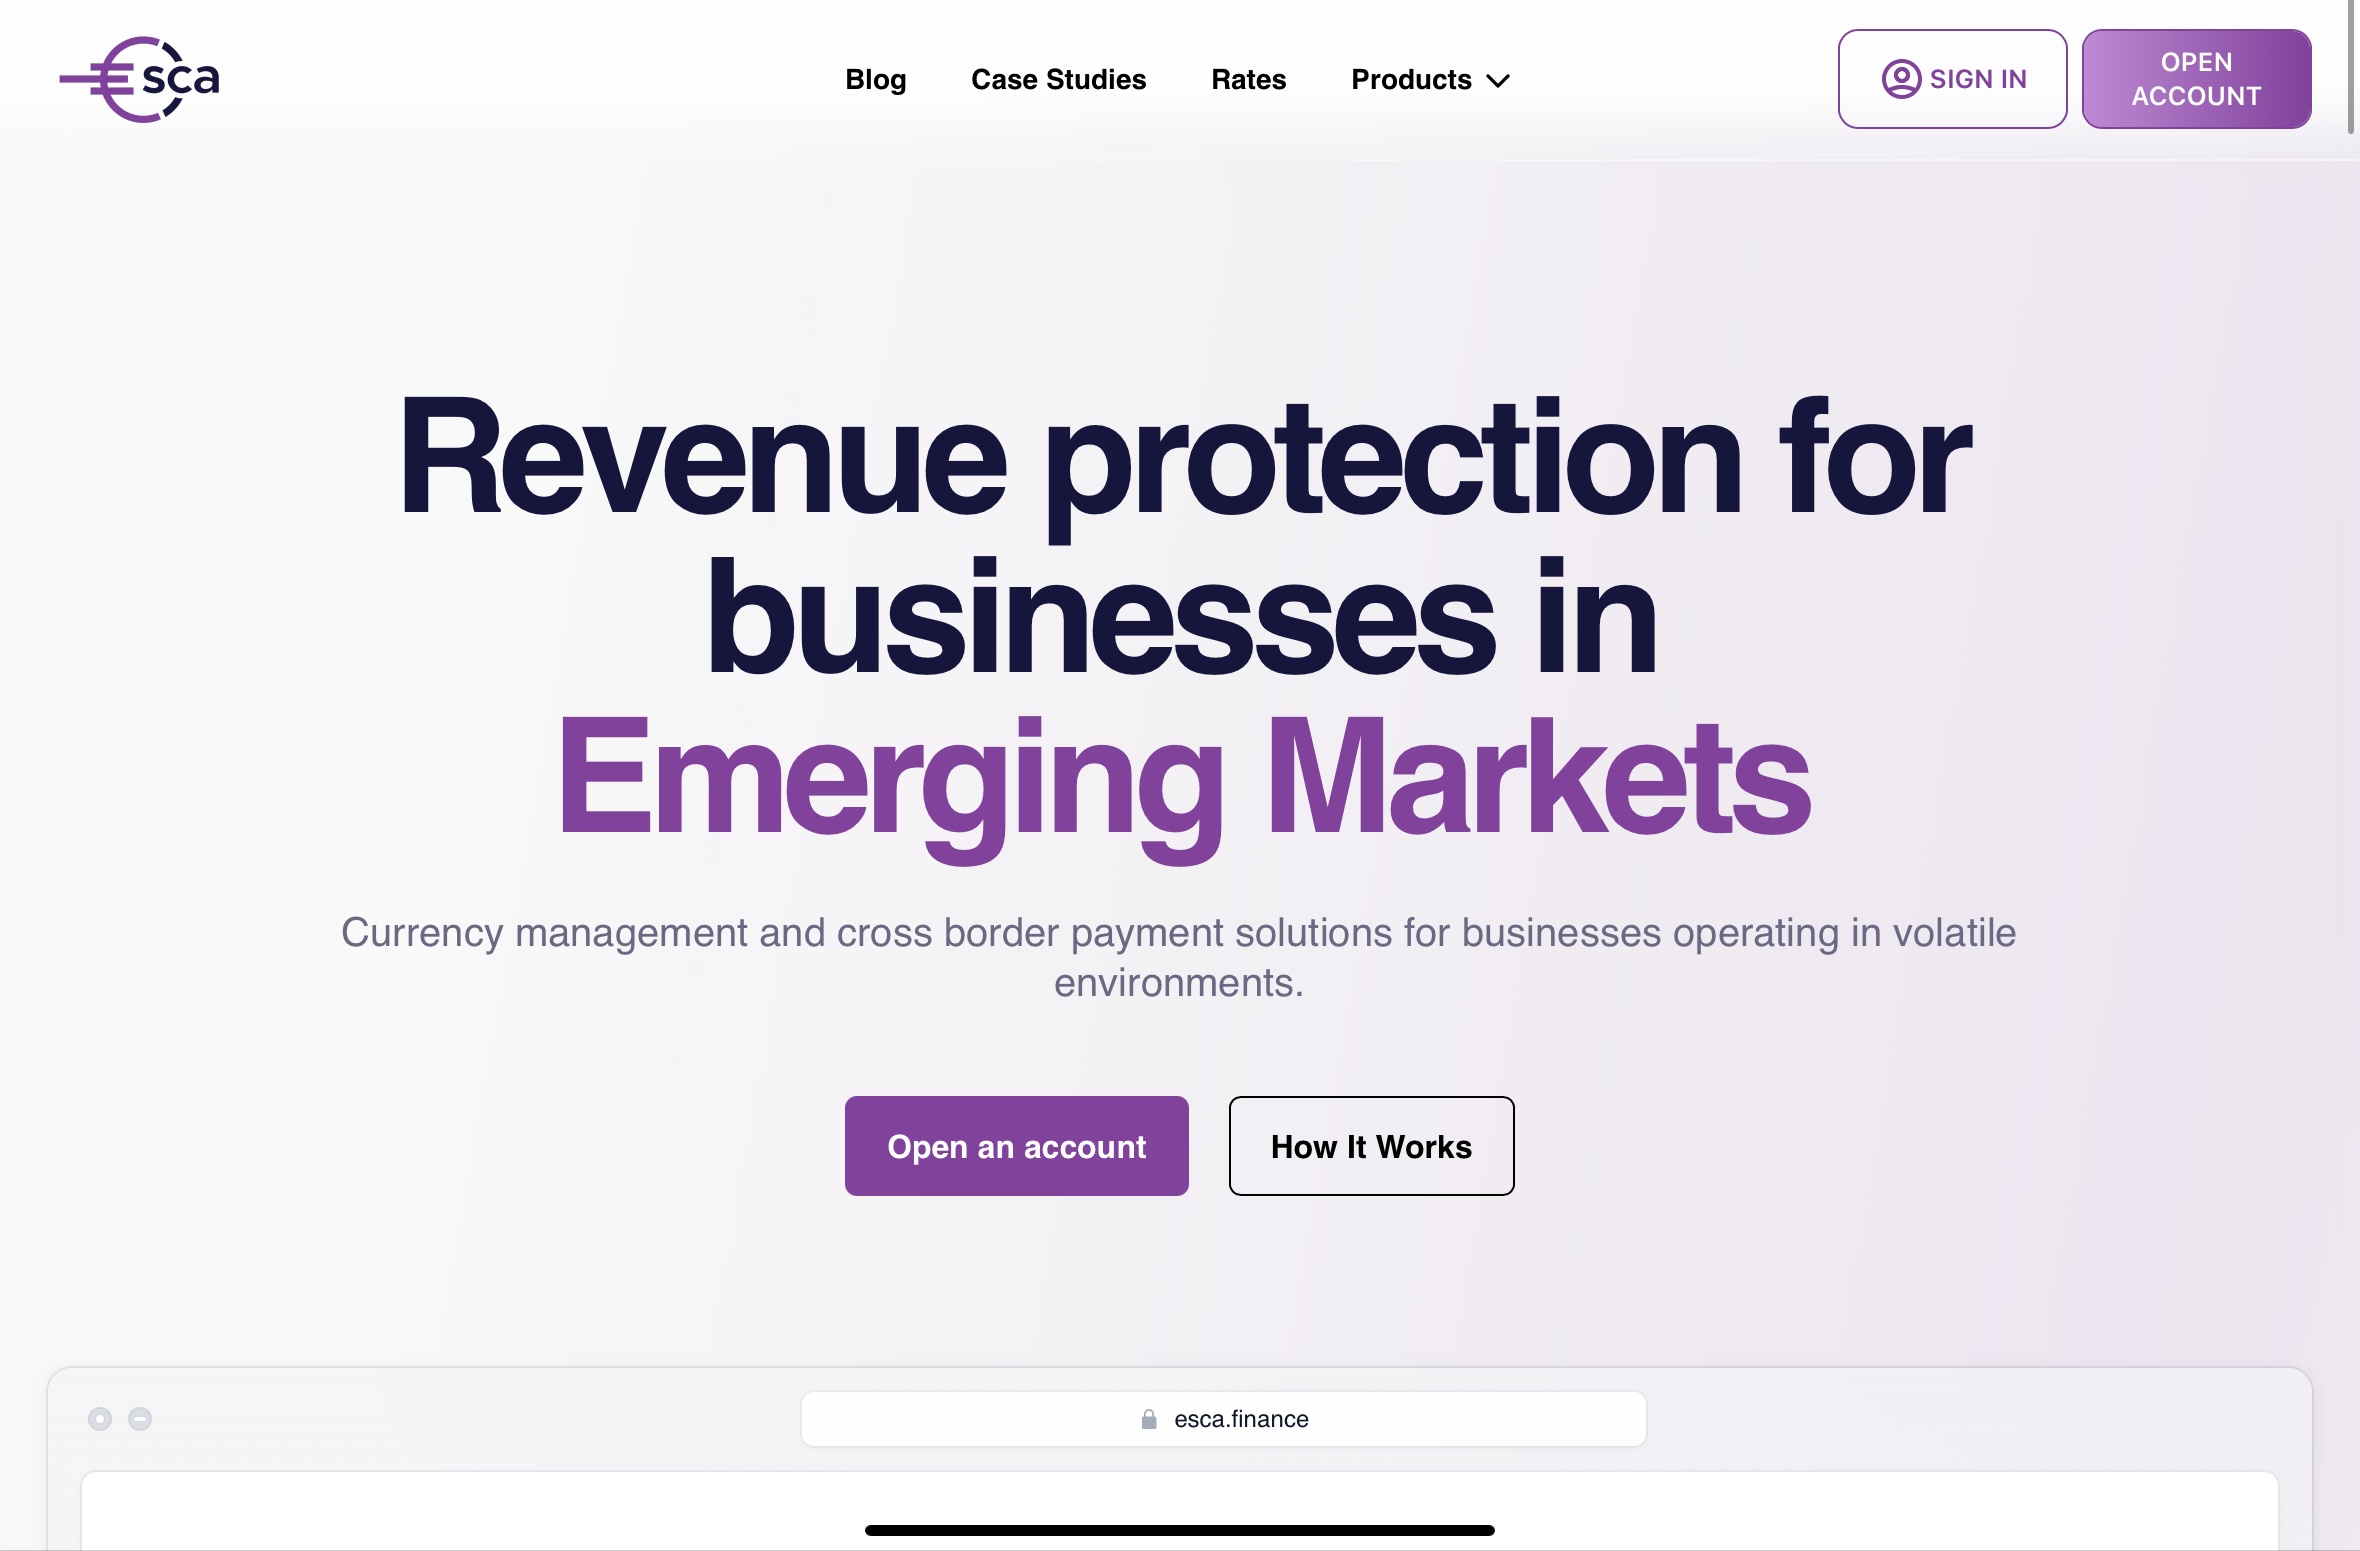 Esca
Blog
Case Studies
Rates
Products
SIGN IN
OPEN
ACCOUNT
Revenue protection for
businesses in
Emerging Markets
Currency management and cross border payment solutions for businesses operating in volatile
environments.
Open an account
How It Works
esca.finance